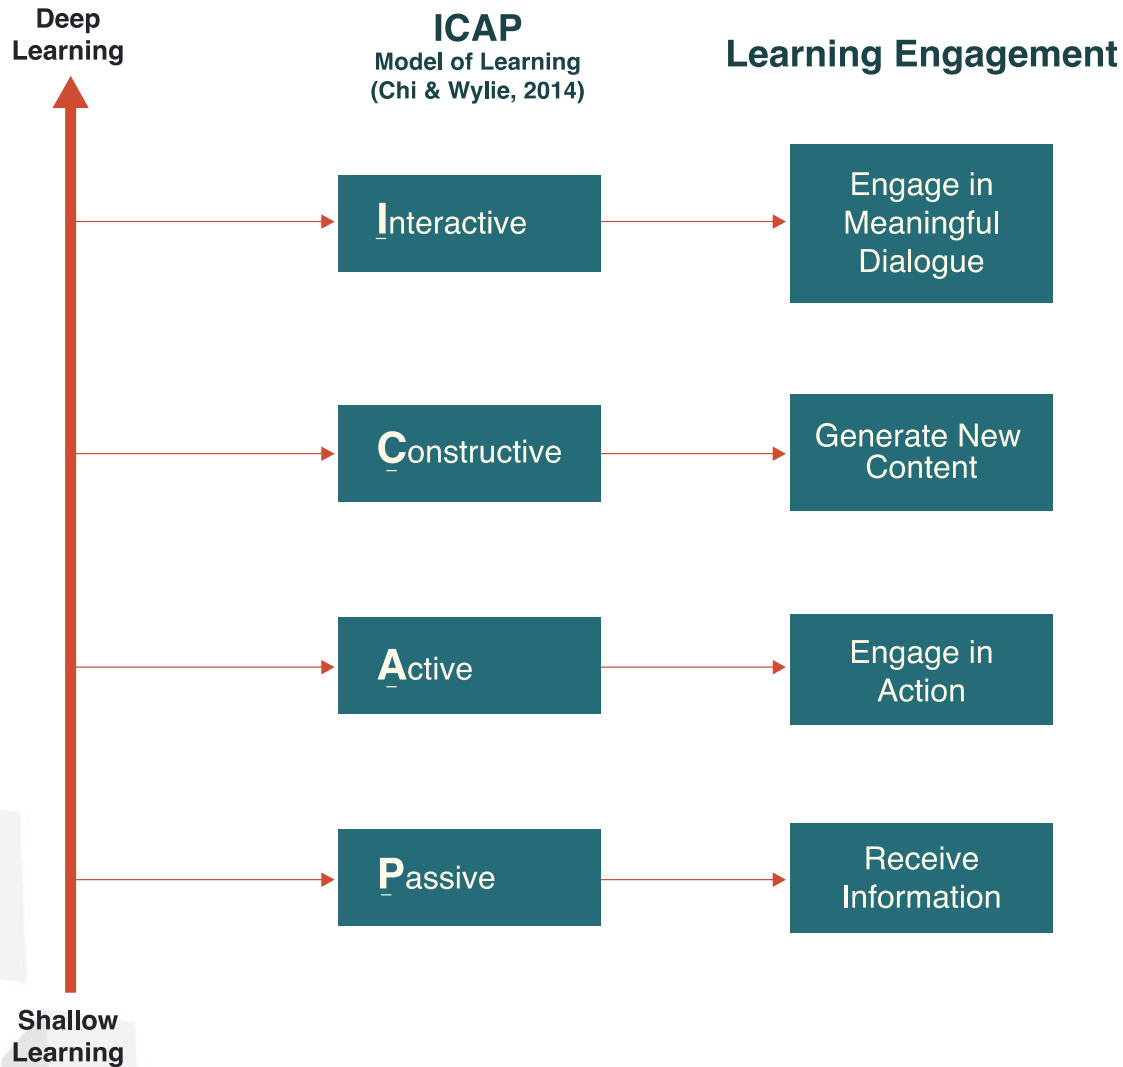 Deep
Learning
ICAP
Model of Learning
(Chi & Wylie, 2014)
Learning Engagement
Interactive
Engage in
Meaningful
Dialogue
Constructive
Generate New
Content
Active
Engage in
Action
Passive
Receive
Information
Shallow
Learning